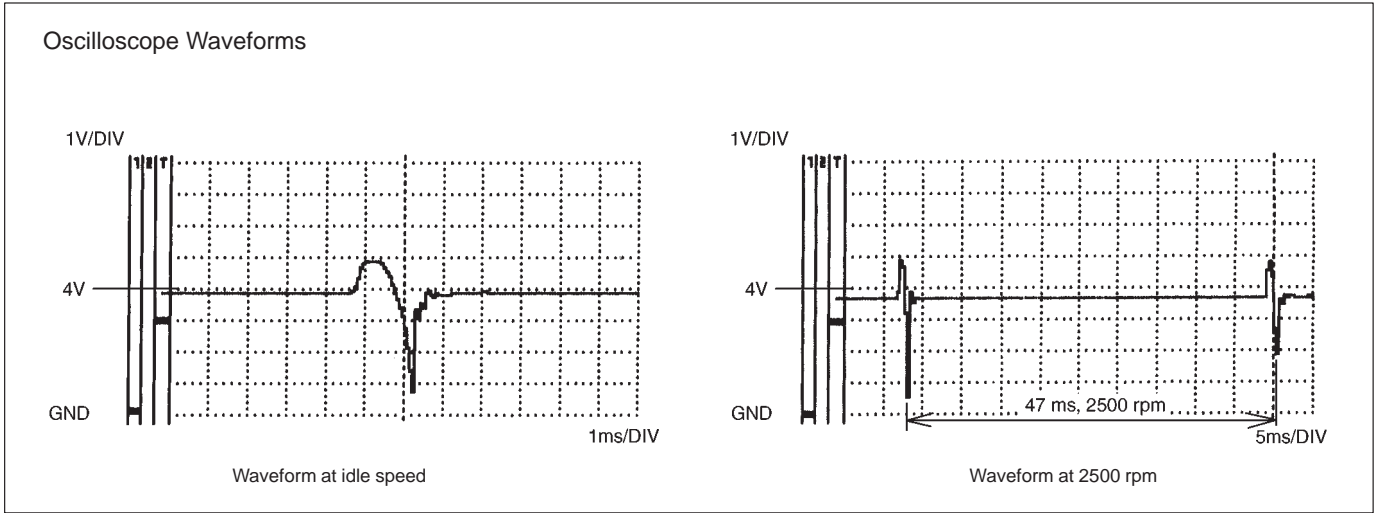 Oscilloscope Waveforms
1V/DIV
1 2 T
4V
GND
1ms/DIV
Waveform at idle speed
1V/DIV
1 2 T
4V
GND
47 ms, 2500 rpm
5ms/DIV
Waveform at 2500 rpm